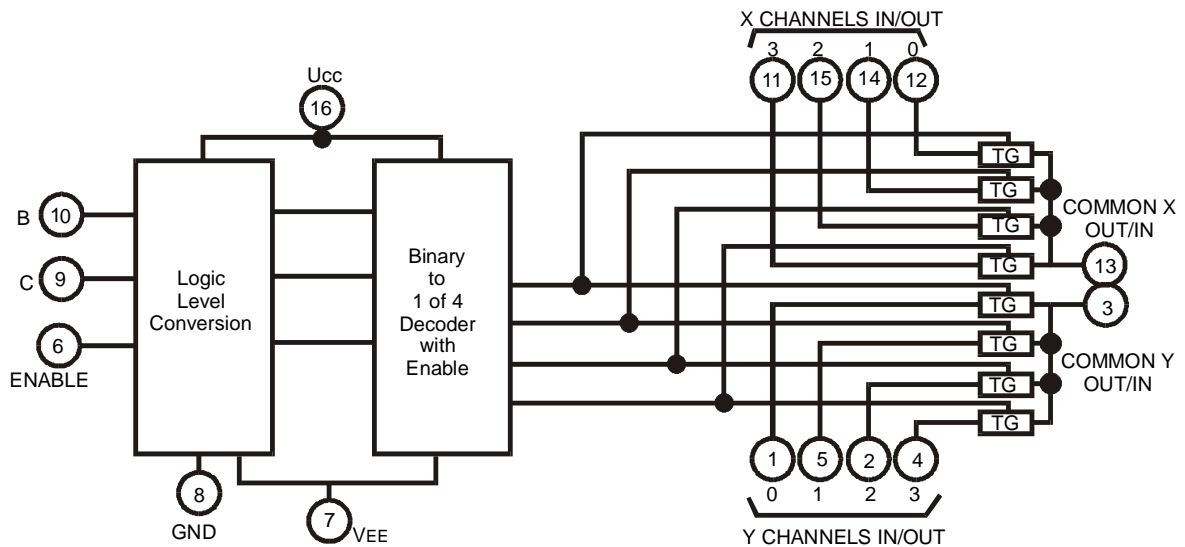 X CHANNELS IN/OUT
3 2 1 0
11 15 14 12
Ucc
16
TG
TG
TG
TG
COMMON X
OUT/IN
13
B 10
C 9
6
ENABLE
Logic
Level
Conversion
Binary
to
1 of 4
Decoder
with
Enable
TG
TG
TG
TG
3
COMMON Y
OUT/IN
1 5 2 4
0 1 2 3
Y CHANNELS IN/OUT
8
GND
7
VEE